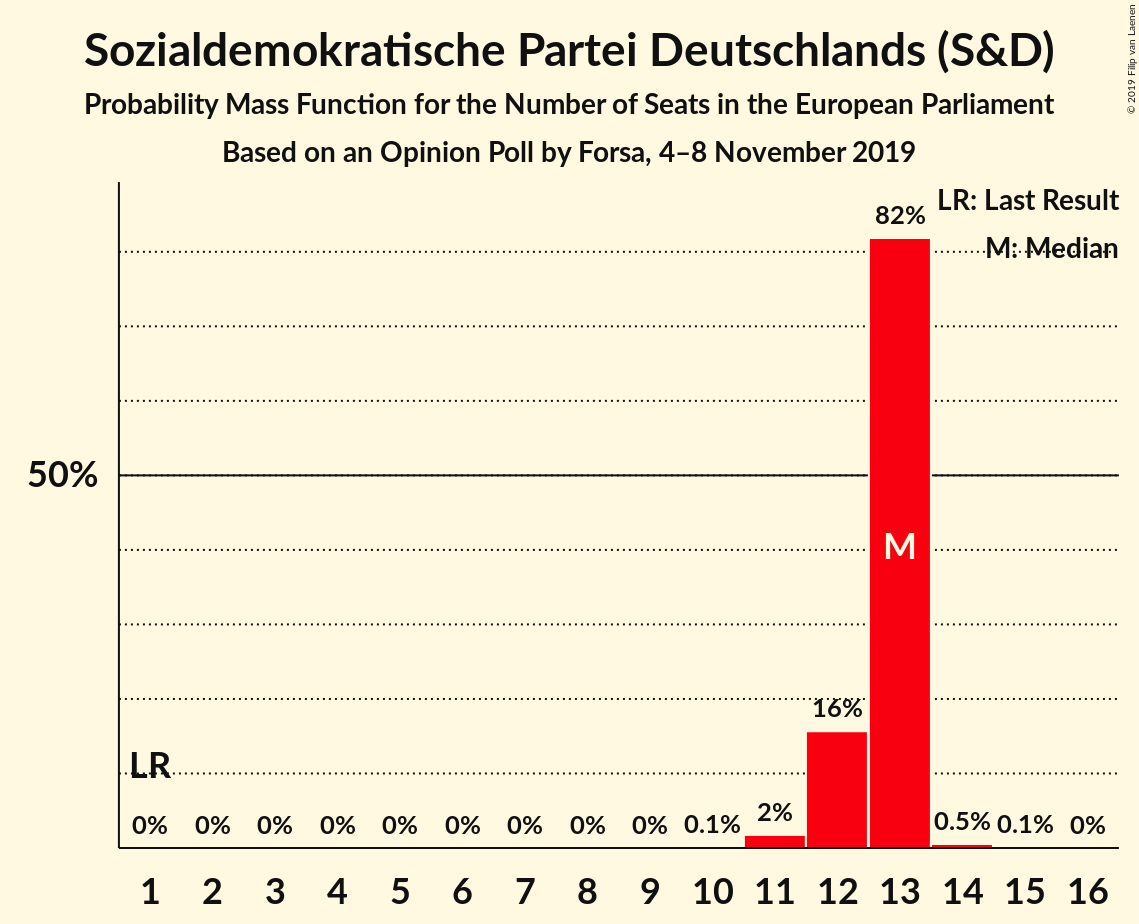 Sozialdemokratische Partei Deutschlands (S&D)
Probability Mass Function for the Number of Seats in the European Parliament
Based on an Opinion Poll by Forsa, 4–8 November 2019
© 2019 Filip van Laenen
LR: Last Result
M: Median
82%
50%
M
16%
LR
0% 0% 0% 0% 0% 0% 0% 0% 0% 0.1% 2% 0.5% 0.1% 0%
1 2 3 4 5 6 7 8 9 10 11 12 13 14 15 16